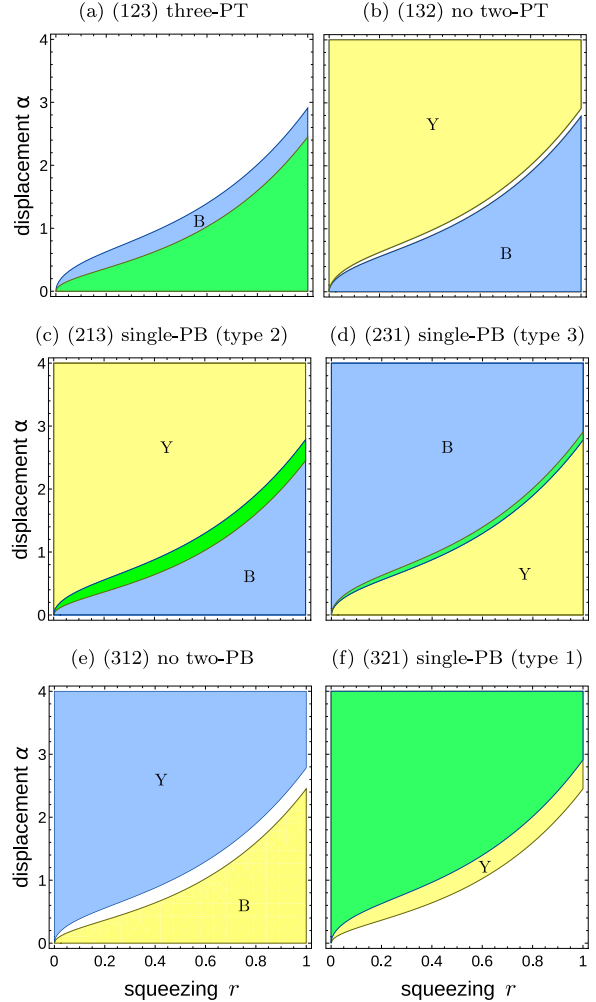 (a) (123) three-PT
(b) (132) no two-PT
displacement α
4
3
2
1
0
B
Y
B
(c) (213) single-PB (type 2)
(d) (231) single-PB (type 3)
displacement α
4
3
2
1
0
Y
B
B
Y
(e) (312) no two-PB
(f) (321) single-PB (type 1)
displacement α
4
3
2
1
0
Y
B
Y
0 0.2 0.4 0.6 0.8 1
0 0.2 0.4 0.6 0.8 1
squeezing r
squeezing r